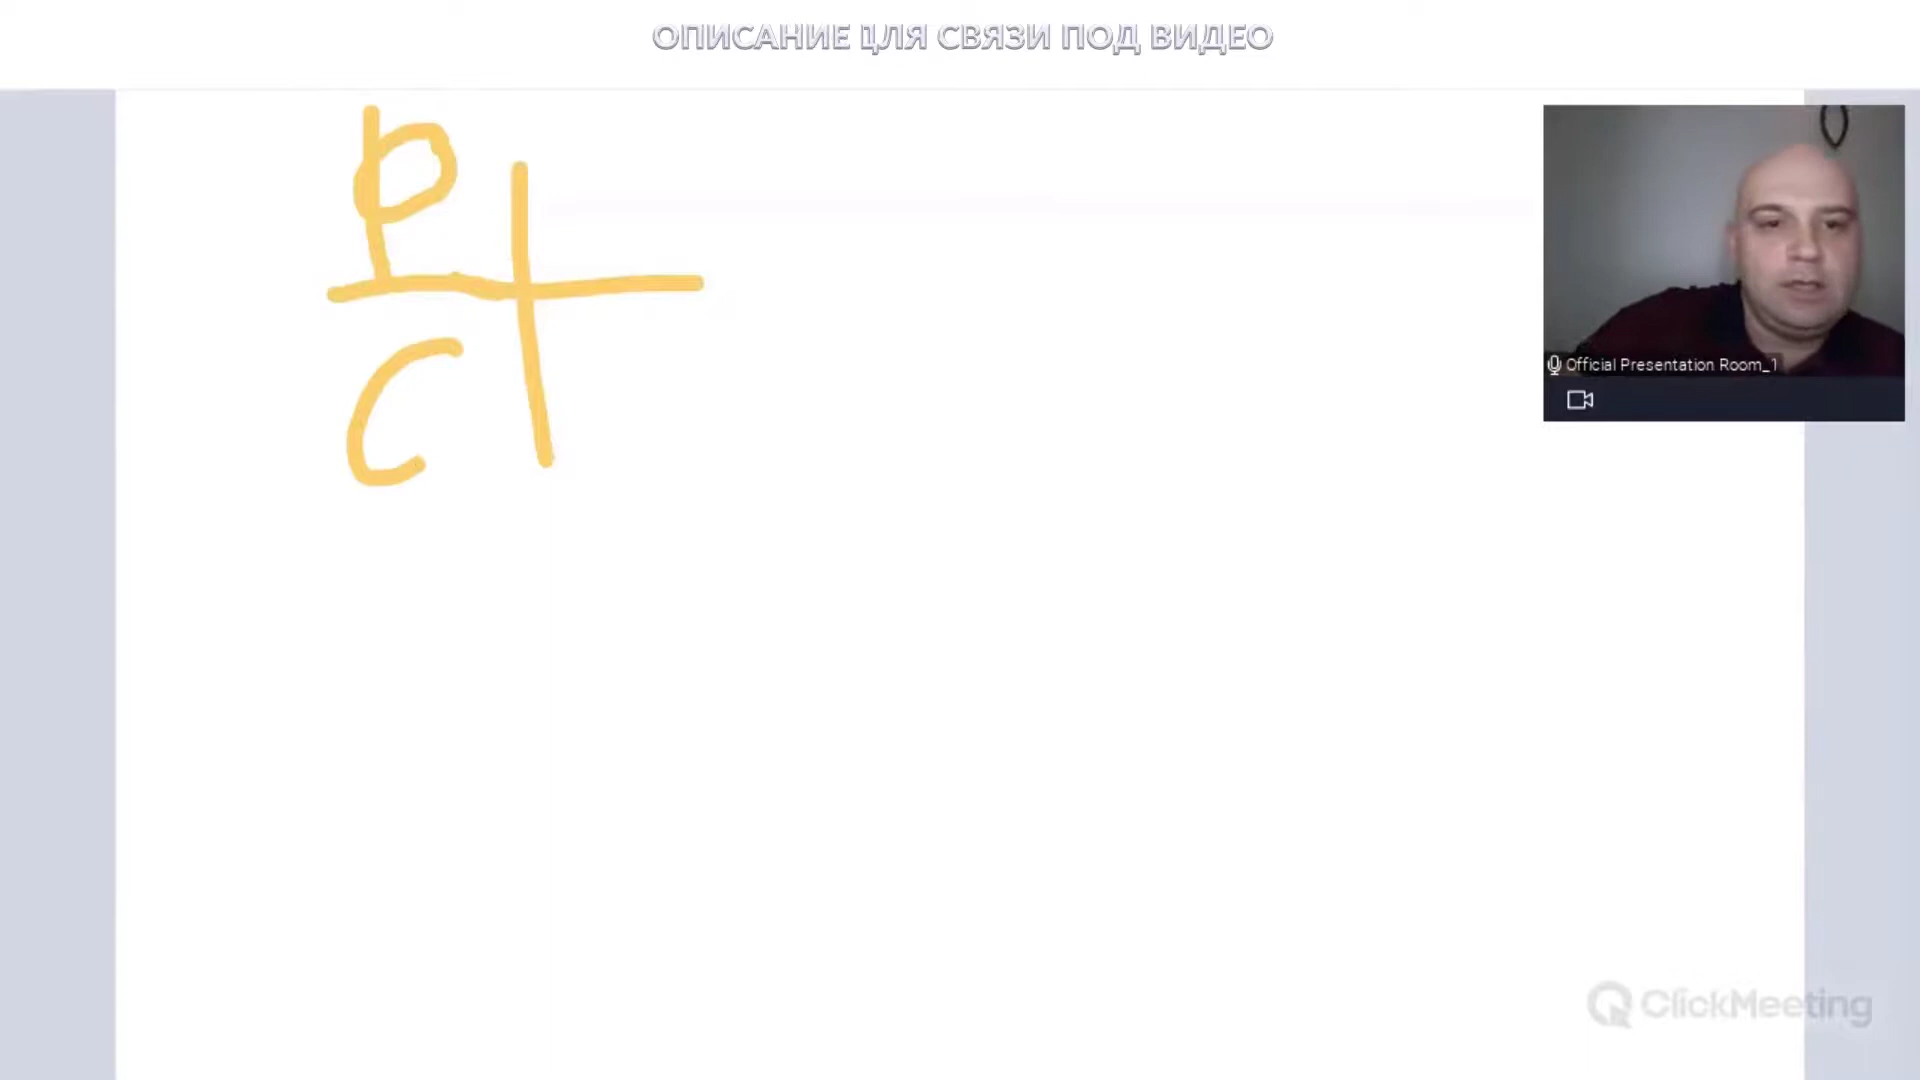 ОПИСАНИЕ ДЛЯ СВЯЗИ ПОД ВИДЕО
Р
С
Official Presentation Room_1
ClickMeeting